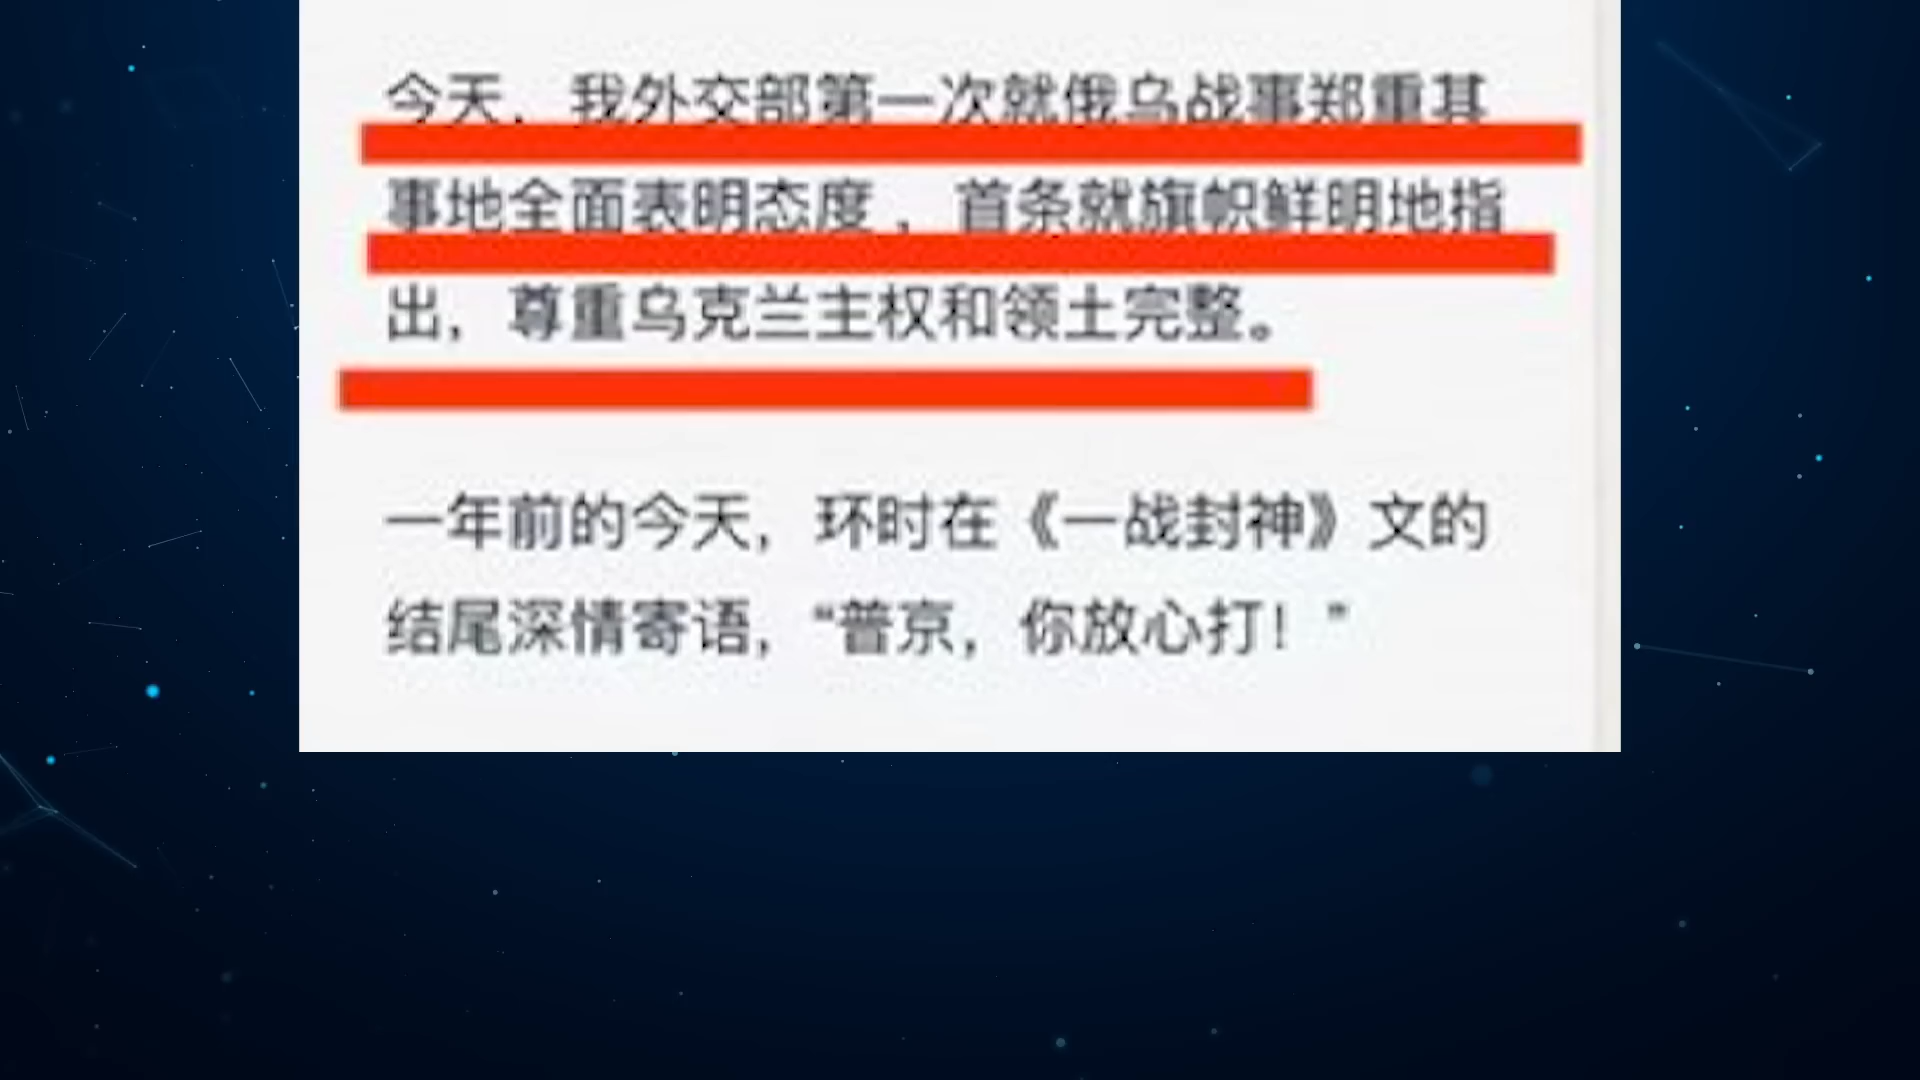 今天，我外交部第一次就俄乌战事郑重其
事地全面表明态度，首条就旗帜鲜明地指
出，尊重乌克兰主权和领土完整。
一年前的今天，环时在《一战封神》文的
结尾深情寄语，“普京，你放心打！”